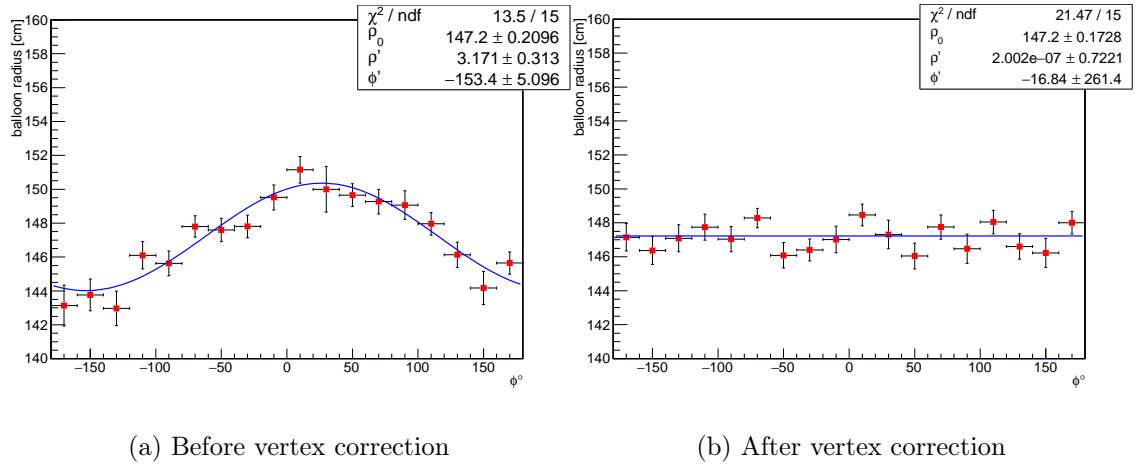 χ² / ndf 13.5 / 15
ρ₀ 147.2 ± 0.2096
ρ' 3.171 ± 0.313
φ' −153.4 ± 5.096
balloon radius [cm]
160
158
156
154
152
150
148
146
144
142
140
−150 −100 −50 0 50 100 150
φ°
(a) Before vertex correction
χ² / ndf 21.47 / 15
ρ₀ 147.2 ± 0.1728
ρ' 2.002e−07 ± 0.7221
φ' −16.84 ± 261.4
balloon radius [cm]
160
158
156
154
152
150
148
146
144
142
140
−150 −100 −50 0 50 100 150
φ°
(b) After vertex correction